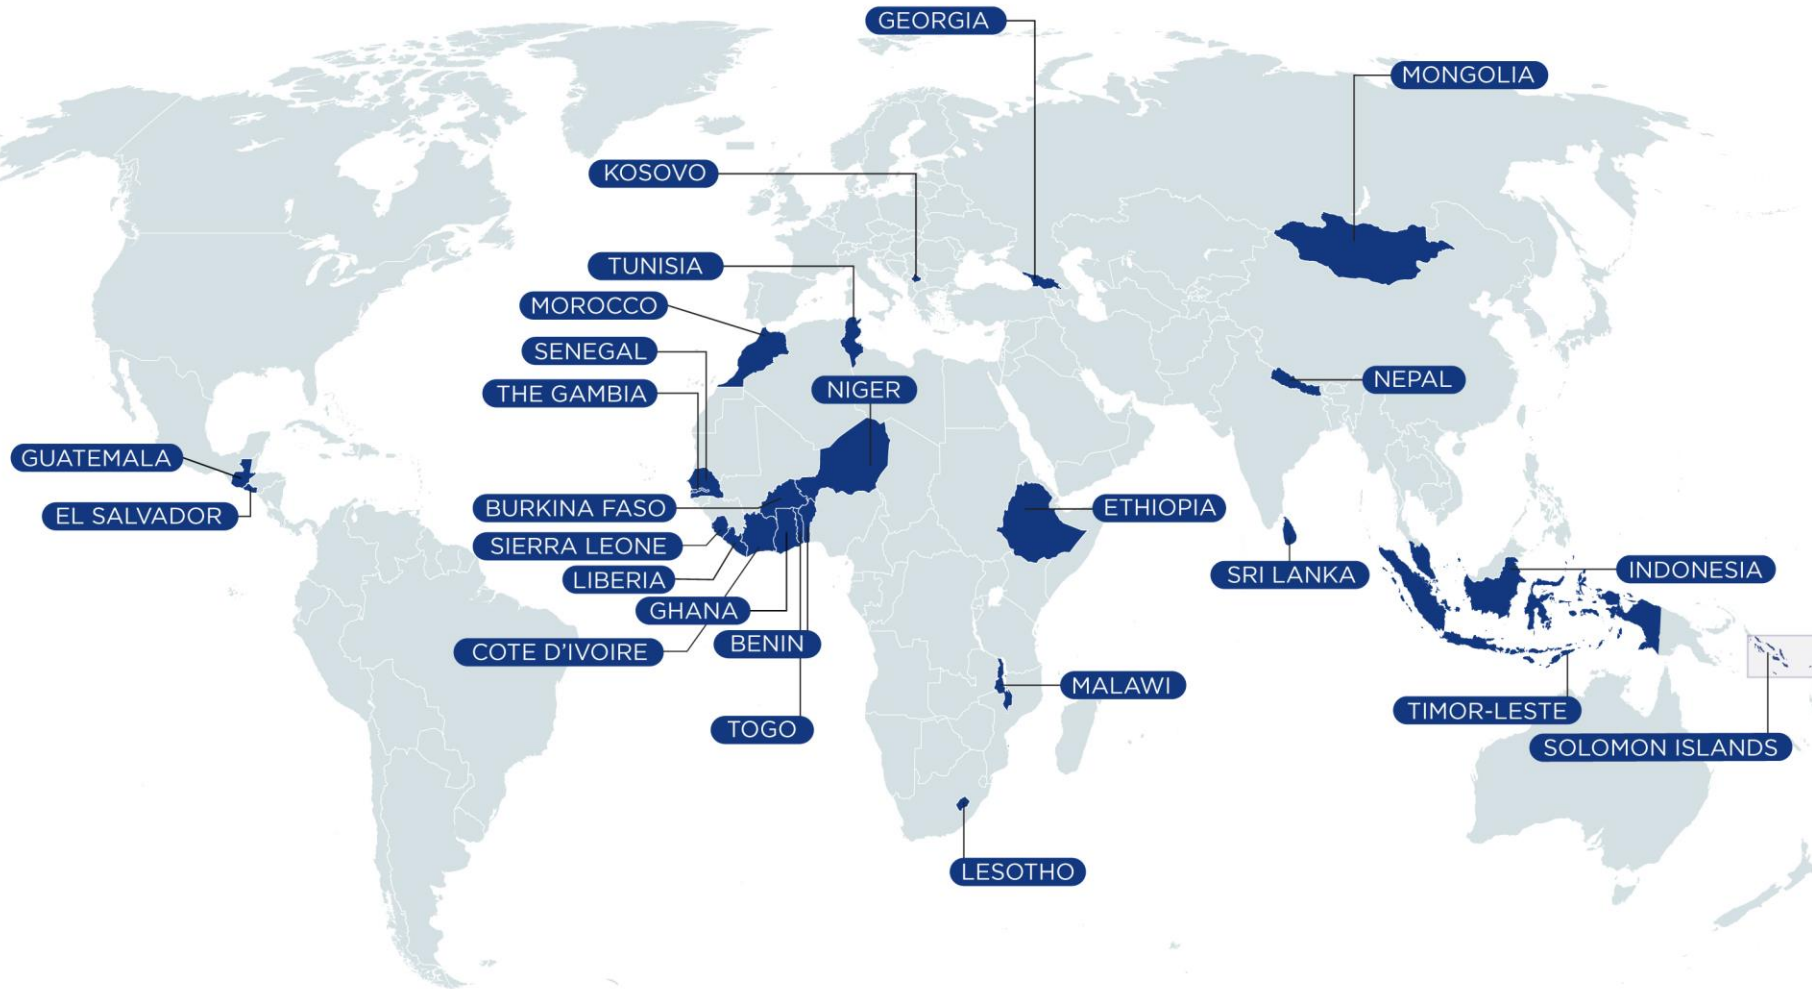 GEORGIA
MONGOLIA
KOSOVO
TUNISIA
MOROCCO
SENEGAL
THE GAMBIA
NIGER
NEPAL
GUATEMALA
EL SALVADOR
BURKINA FASO
ETHIOPIA
SIERRA LEONE
LIBERIA
SRI LANKA
INDONESIA
GHANA
BENIN
COTE D'IVOIRE
MALAWI
TIMOR-LESTE
TOGO
SOLOMON ISLANDS
LESOTHO